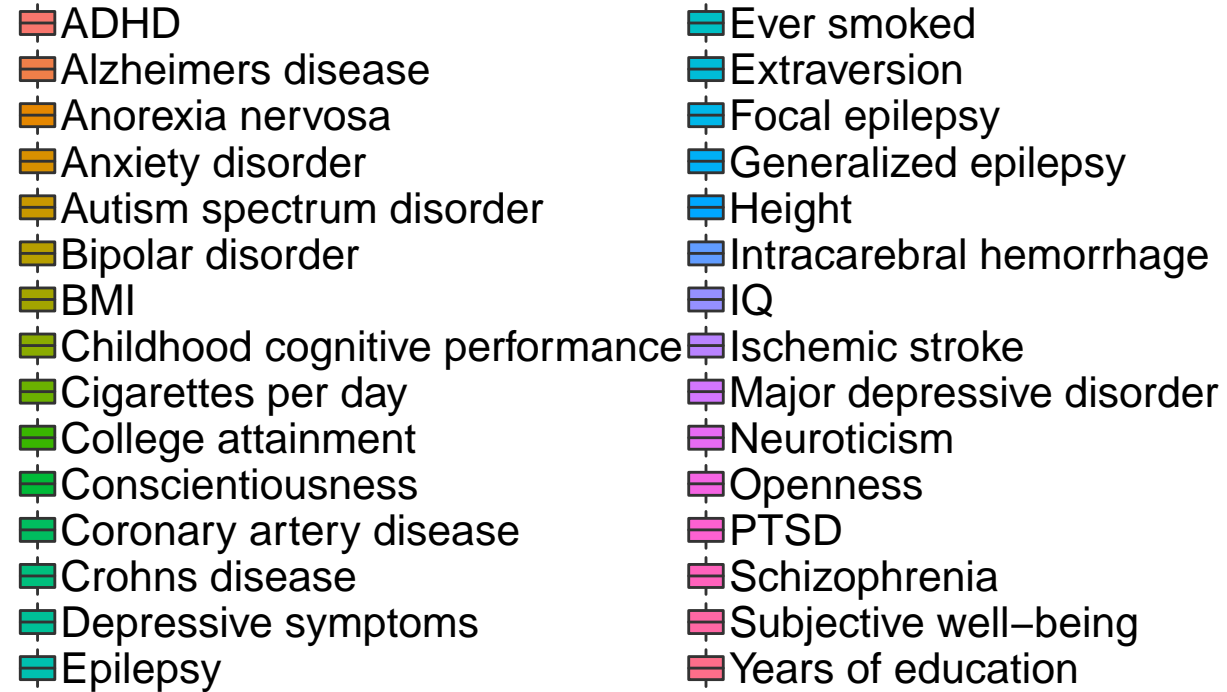 ADHD
Alzheimers disease
Anorexia nervosa
Anxiety disorder
Autism spectrum disorder
Bipolar disorder
BMI
Childhood cognitive performance
Cigarettes per day
College attainment
Conscientiousness
Coronary artery disease
Crohns disease
Depressive symptoms
Epilepsy
Ever smoked
Extraversion
Focal epilepsy
Generalized epilepsy
Height
Intracarebral hemorrhage
IQ
Ischemic stroke
Major depressive disorder
Neuroticism
Openness
PTSD
Schizophrenia
Subjective well−being
Years of education